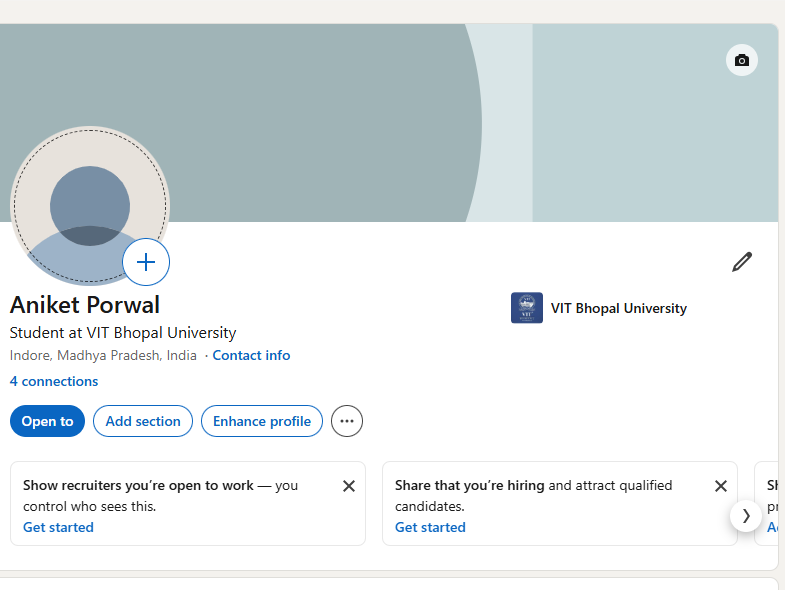 Aniket Porwal
VIT Bhopal University
Student at VIT Bhopal University
Indore, Madhya Pradesh, India · Contact info
4 connections
Open to
Add section
Enhance profile
Show recruiters you’re open to work — you
control who sees this.
Get started
Share that you’re hiring and attract qualified
candidates.
Get started